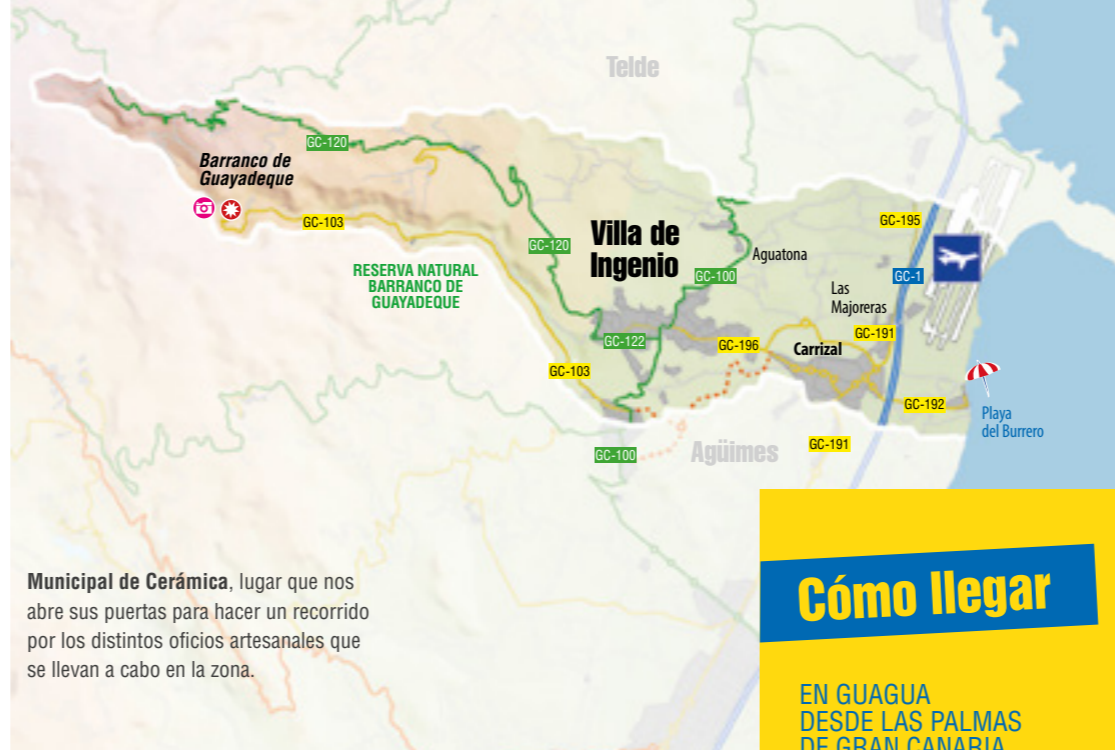 Telde
GC-120
Barranco de
Guayadeque
GC-103
GC-195
Villa de
Ingenio
GC-120
Aguatona
GC-100
GC-1
RESERVA NATURAL
BARRANCO DE
GUAYADEQUE
Las
Majoreras
GC-191
GC-122
GC-196
Carrizal
GC-103
GC-192
Playa
del Burrero
GC-191
Agüimes
GC-100
Municipal de Cerámica, lugar que nos
abre sus puertas para hacer un recorrido
por los distintos oficios artesanales que
se llevan a cabo en la zona.
Cómo llegar
EN GUAGUA
DESDE LAS PALMAS
DE GRAN CANARIA